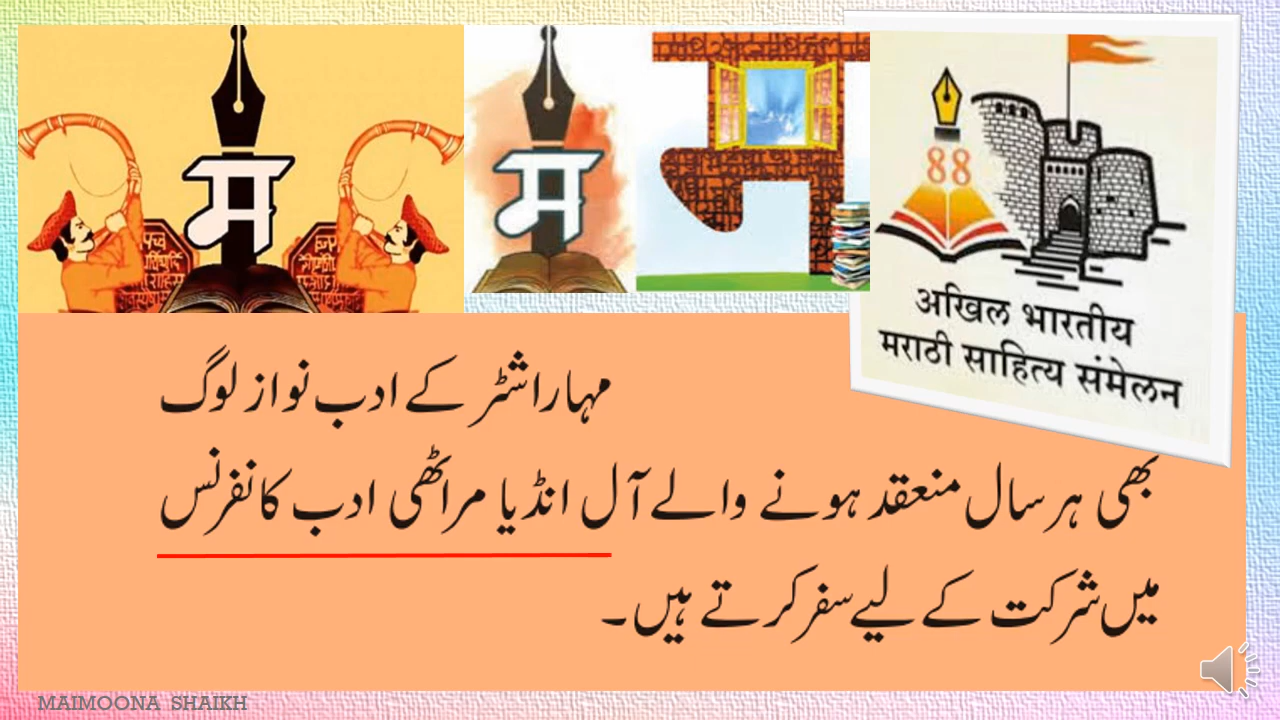 म
म
म
88
अखिल भारतीय
मराठी साहित्य संमेलन
مہاراشٹر کے ادب نواز لوگ
بھی ہر سال منعقد ہونے والے آل انڈیا مراٹھی ادب کانفرنس
میں شرکت کے لیے سفر کرتے ہیں۔
MAIMOONA SHAIKH